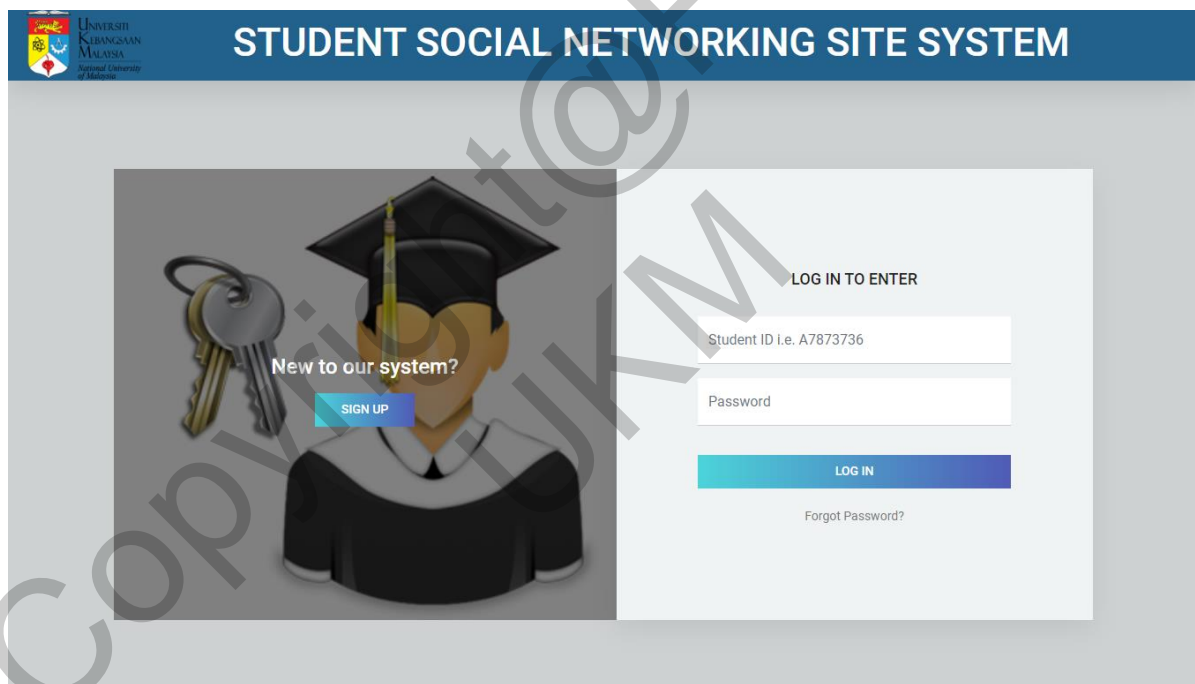 UNIVERSITI
KEBANGSAAN
MALAYSIA
National University
of Malaysia
STUDENT SOCIAL NETWORKING SITE SYSTEM
New to our system?
SIGN UP
LOG IN TO ENTER
Student ID i.e. A7873736
Password
LOG IN
Forgot Password?
Copyright@
UKM